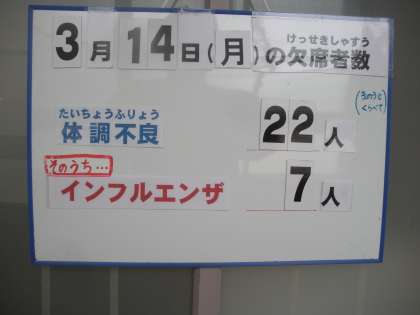 けっせきしゃすう
3月14日(月)の欠席者数
たいちょうふりょう
体調不良 22人
そのうち…
インフルエンザ 7人